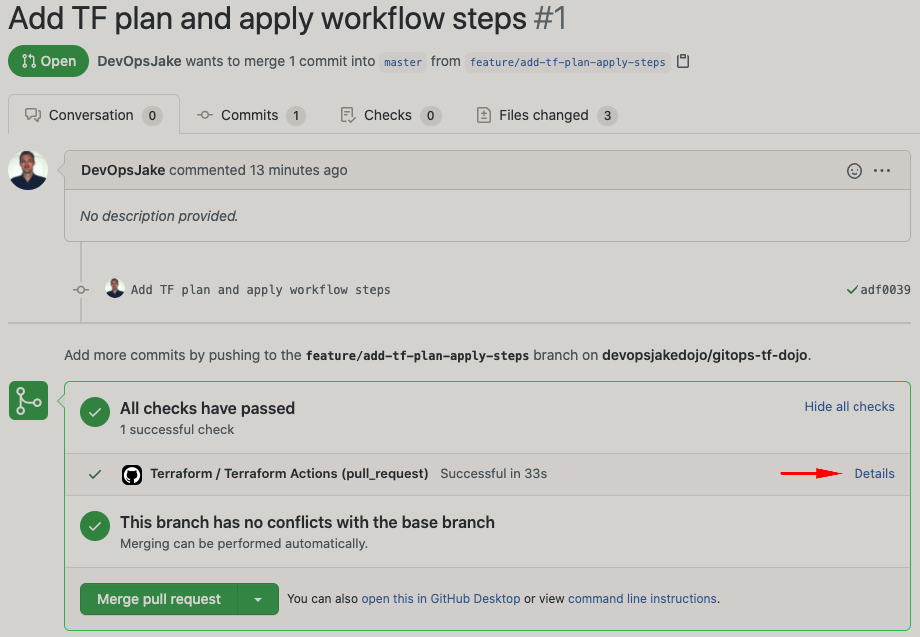 Add TF plan and apply workflow steps #1
Open DevOpsJake wants to merge 1 commit into master from feature/add-tf-plan-apply-steps
Conversation 0 Commits 1 Checks 0 Files changed 3
DevOpsJake commented 13 minutes ago
No description provided.
Add TF plan and apply workflow steps adf0039
Add more commits by pushing to the feature/add-tf-plan-apply-steps branch on devopsjakedojo/gitops-tf-dojo.
All checks have passed Hide all checks
1 successful check
Terraform / Terraform Actions (pull_request) Successful in 33s Details
This branch has no conflicts with the base branch
Merging can be performed automatically.
Merge pull request You can also open this in GitHub Desktop or view command line instructions.